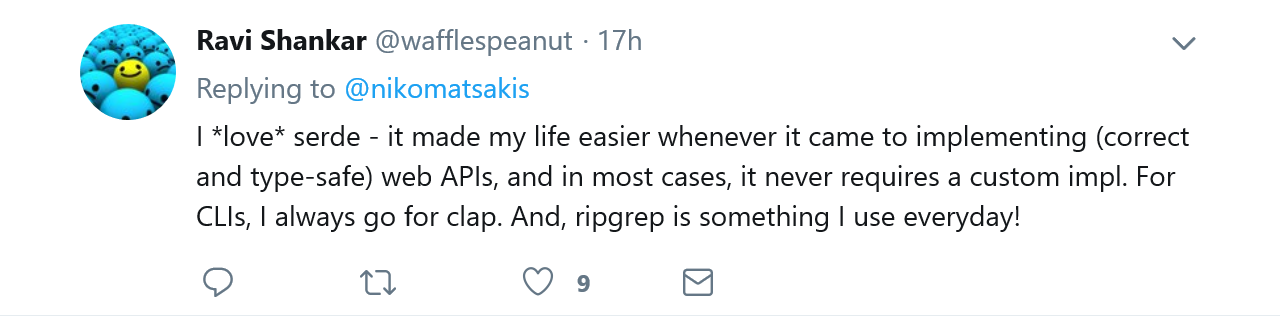 Ravi Shankar @wafflespeanut · 17h
Replying to @nikomatsakis
I *love* serde - it made my life easier whenever it came to implementing (correct
and type-safe) web APIs, and in most cases, it never requires a custom impl. For
CLIs, I always go for clap. And, ripgrep is something I use everyday!
9